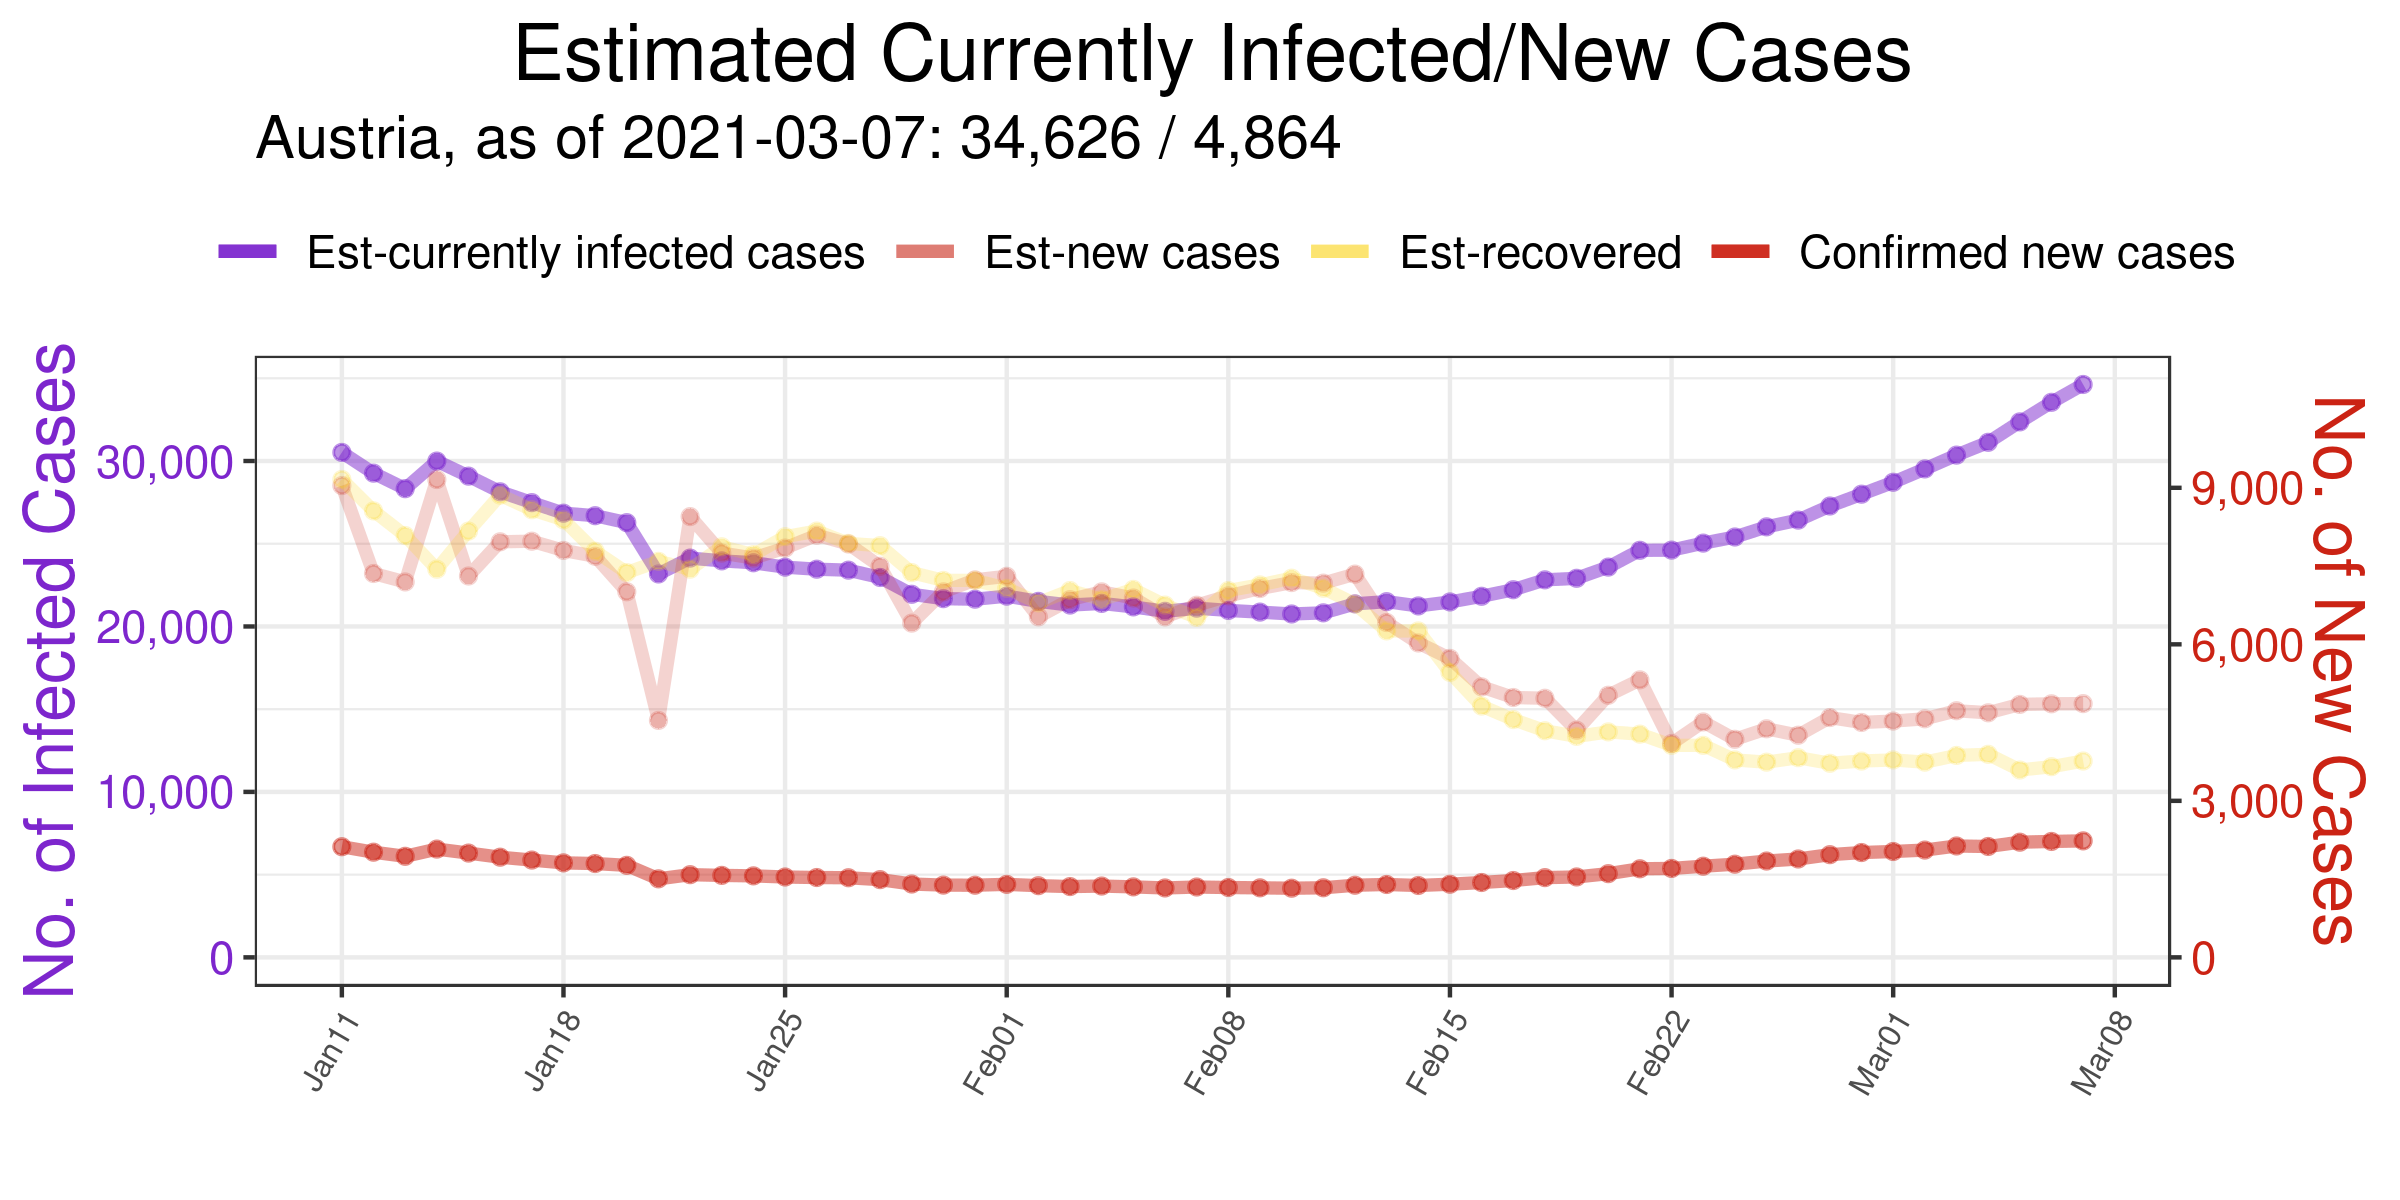 Estimated Currently Infected/New Cases
Austria, as of 2021-03-07: 34,626 / 4,864
Est-currently infected cases Est-new cases Est-recovered Confirmed new cases
No. of Infected Cases
30,000
20,000
10,000
0
9,000
6,000
3,000
0
No. of New Cases
Jan11 Jan18 Jan25 Feb01 Feb08 Feb15 Feb22 Mar01 Mar08